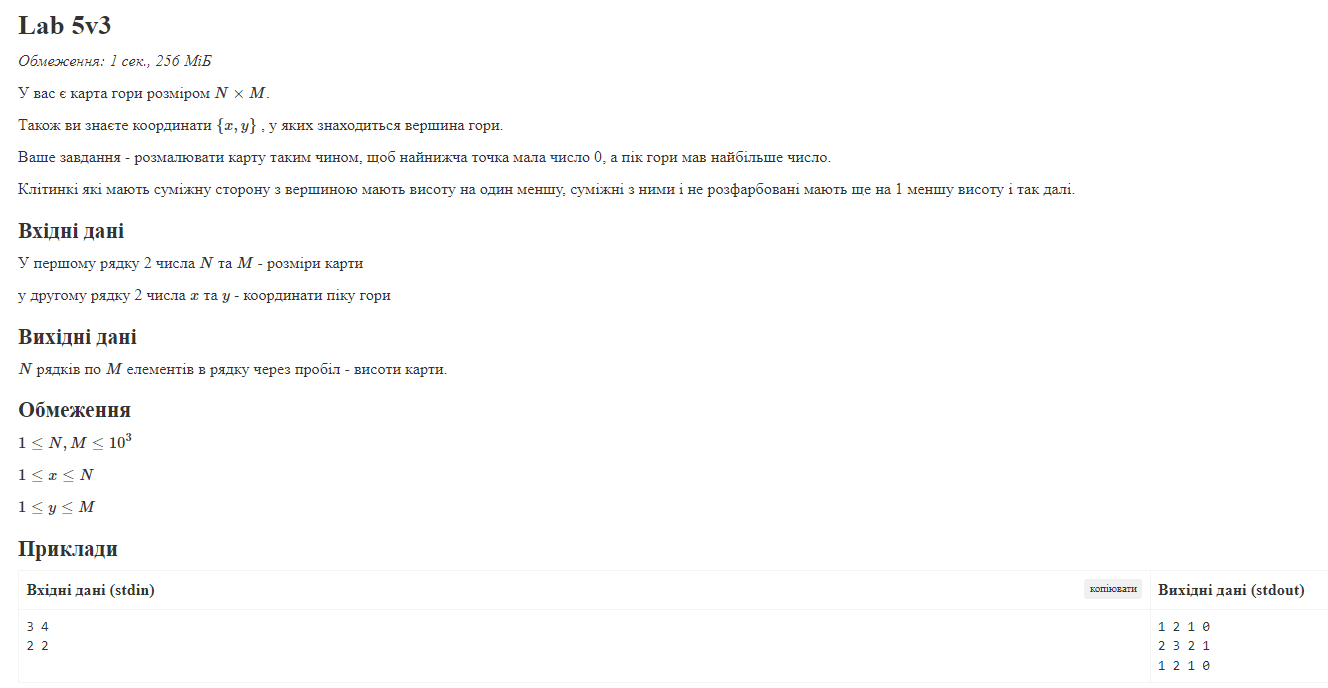 Lab 5v3
Обмеження: 1 сек., 256 МіБ
У вас є карта гори розміром N × M.
Також ви знаєте координати {x, y} , у яких знаходиться вершина гори.
Ваше завдання - розмалювати карту таким чином, щоб найнижча точка мала число 0, а пік гори мав найбільше число.
Клітинкі які мають суміжну сторону з вершиною мають висоту на один меншу, суміжні з ними і не розфарбовані мають ще на 1 меншу висоту і так далі.
Вхідні дані
У першому рядку 2 числа N та M - розміри карти
у другому рядку 2 числа x та y - координати піку гори
Вихідні дані
N рядків по M елементів в рядку через пробіл - висоти карти.
Обмеження
1 ≤ N, M ≤ 10³
1 ≤ x ≤ N
1 ≤ y ≤ M
Приклади
Вхідні дані (stdin) копіювати Вихідні дані (stdout)
3 4 1 2 1 0
2 2 2 3 2 1
1 2 1 0